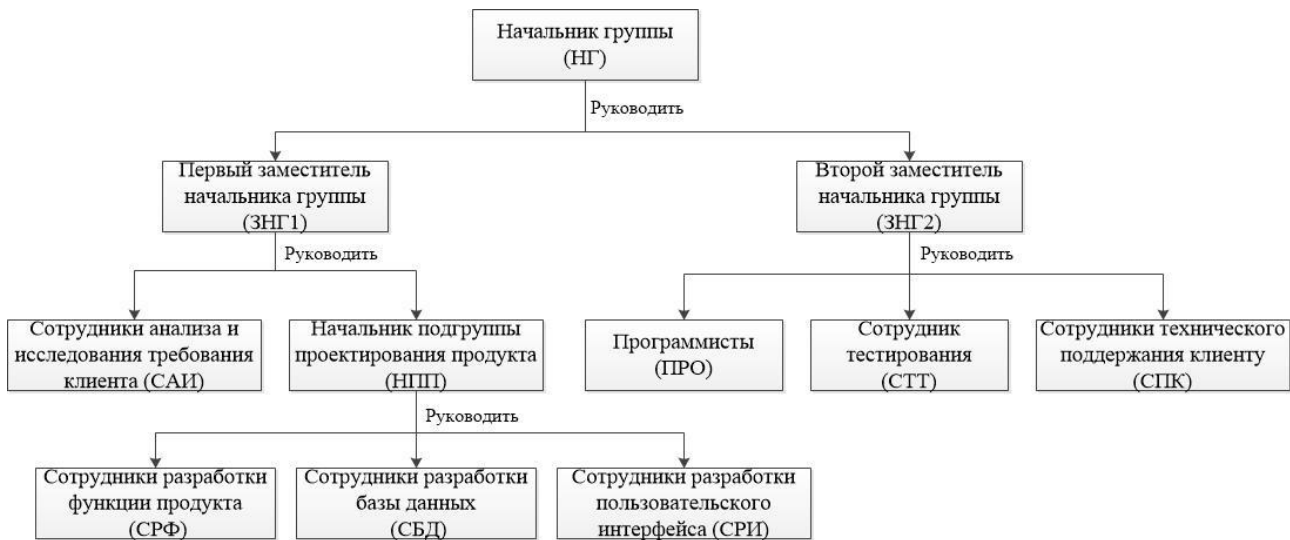 Начальник группы
(НГ)
Руководить
Первый заместитель
начальника группы
(ЗНГ1)
Второй заместитель
начальника группы
(ЗНГ2)
Руководить
Руководить
Сотрудники анализа и
исследования требования
клиента (САИ)
Начальник подгруппы
проектирования продукта
(НПП)
Программисты
(ПРО)
Сотрудник
тестирования
(СТТ)
Сотрудники технического
поддержания клиенту
(СПК)
Руководить
Сотрудники разработки
функции продукта
(СРФ)
Сотрудники разработки
базы данных
(СБД)
Сотрудники разработки
пользовательского
интерфейса (СРИ)